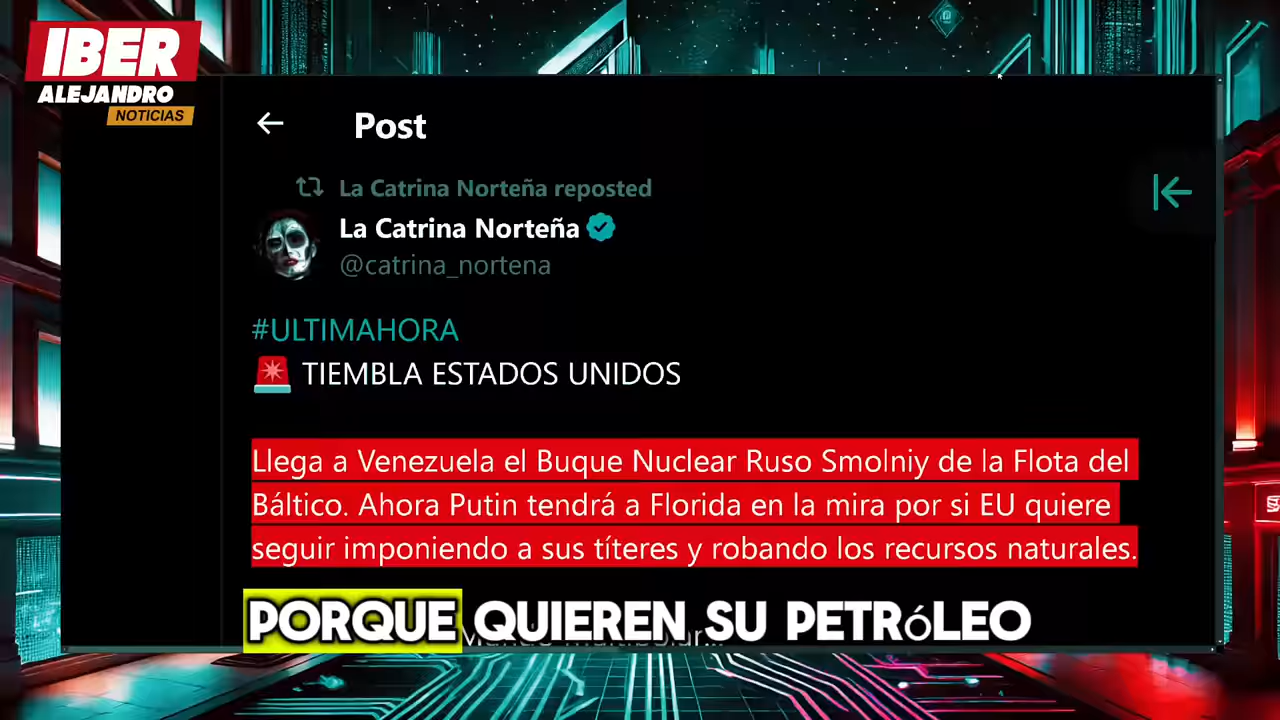 IBER
ALEJANDRO
NOTICIAS
Post
La Catrina Norteña reposted
La Catrina Norteña
@catrina_nortena
#ULTIMAHORA
TIEMBLA ESTADOS UNIDOS
Llega a Venezuela el Buque Nuclear Ruso Smolniy de la Flota del
Báltico. Ahora Putin tendrá a Florida en la mira por si EU quiere
seguir imponiendo a sus títeres y robando los recursos naturales.
PORQUE QUIEREN SU PETRóLEO